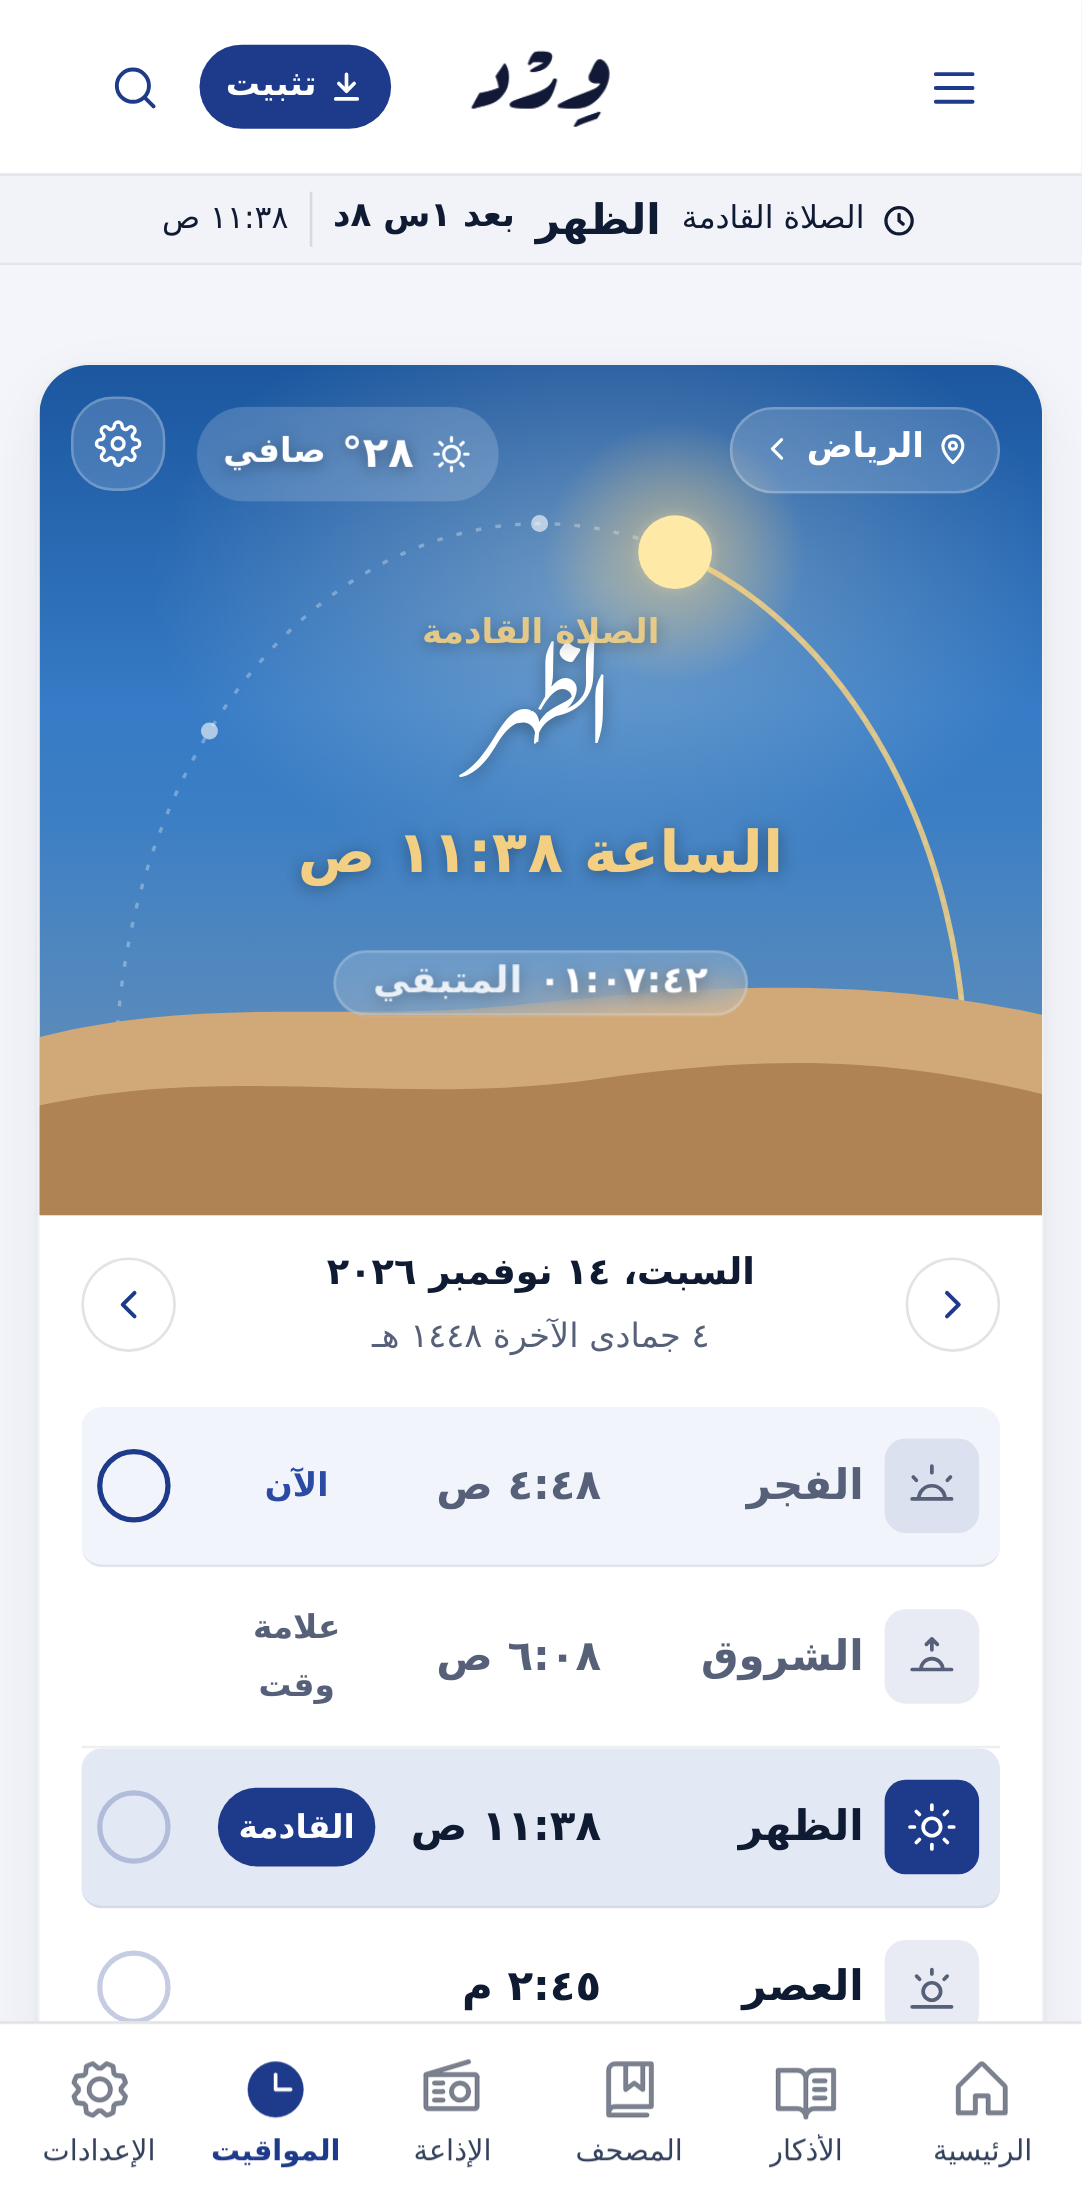 وِرْد
تثبيت
الصلاة القادمة الظهر بعد ١س ٨د ١١:٣٨ ص
الرياض
٢٨° صافي
الصلاة القادمة
الظهر
الساعة ١١:٣٨ ص
٠١:٠٧:٤٢ المتبقي
السبت، ١٤ نوفمبر ٢٠٢٦
٤ جمادى الآخرة ١٤٤٨ هـ
الفجر ٤:٤٨ ص الآن
الشروق ٦:٠٨ ص علامة وقت
الظهر ١١:٣٨ ص القادمة
العصر ٢:٤٥ م
الرئيسية الأذكار المصحف الإذاعة المواقيت الإعدادات